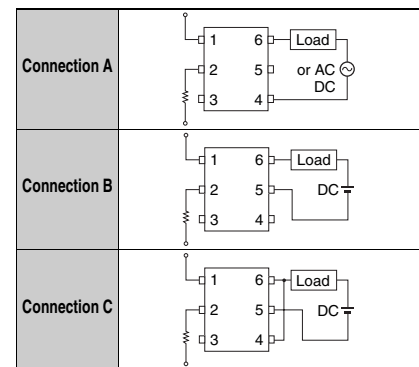 Connection A
1 6 Load
2 5 or AC
DC
3 4
Connection B
1 6 Load
2 5 DC
3 4
Connection C
1 6 Load
2 5 DC
3 4